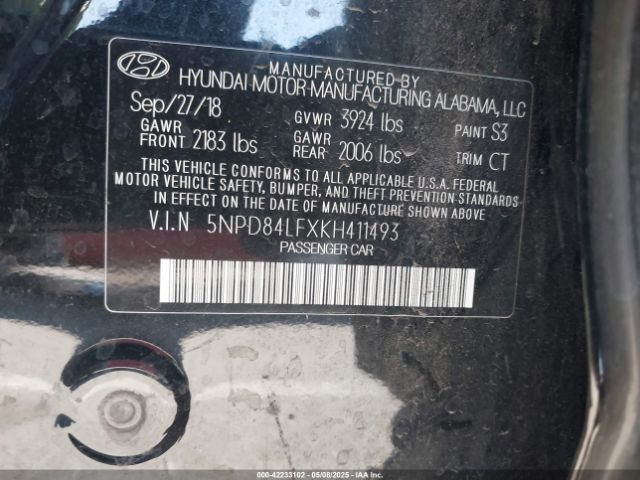 MANUFACTURED BY
HYUNDAI MOTOR MANUFACTURING ALABAMA, LLC
Sep/27/18 GVWR 3924 lbs PAINT S3
GAWR FRONT 2183 lbs GAWR REAR 2006 lbs TRIM CT
THIS VEHICLE CONFORMS TO ALL APPLICABLE U.S.A. FEDERAL
MOTOR VEHICLE SAFETY, BUMPER, AND THEFT PREVENTION STANDARDS
IN EFFECT ON THE DATE OF MANUFACTURE SHOWN ABOVE.
V.I.N 5NPD84LFXKH411493
PASSENGER CAR
000-42233102 - 05/08/2025 - IAAI.COM